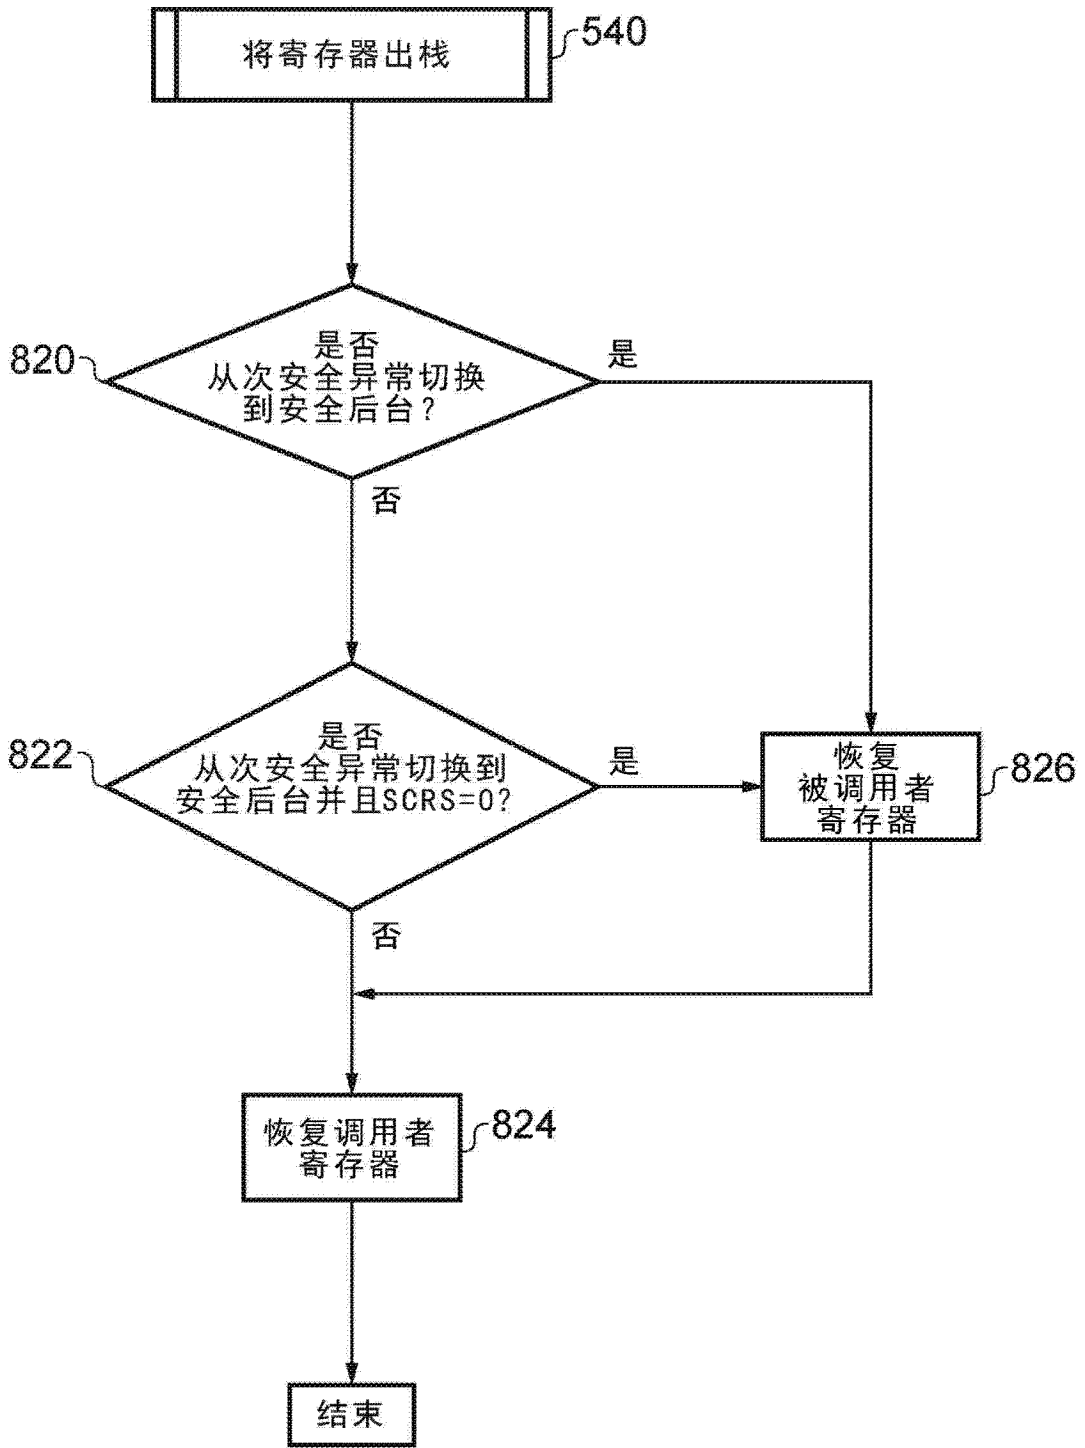 将寄存器出栈
540
820
是否
从次安全异常切换
到安全后台?
是
否
822
是否
从次安全异常切换到
安全后台并且SCRS=0?
是
恢复
被调用者
寄存器
826
否
恢复调用者
寄存器
824
结束